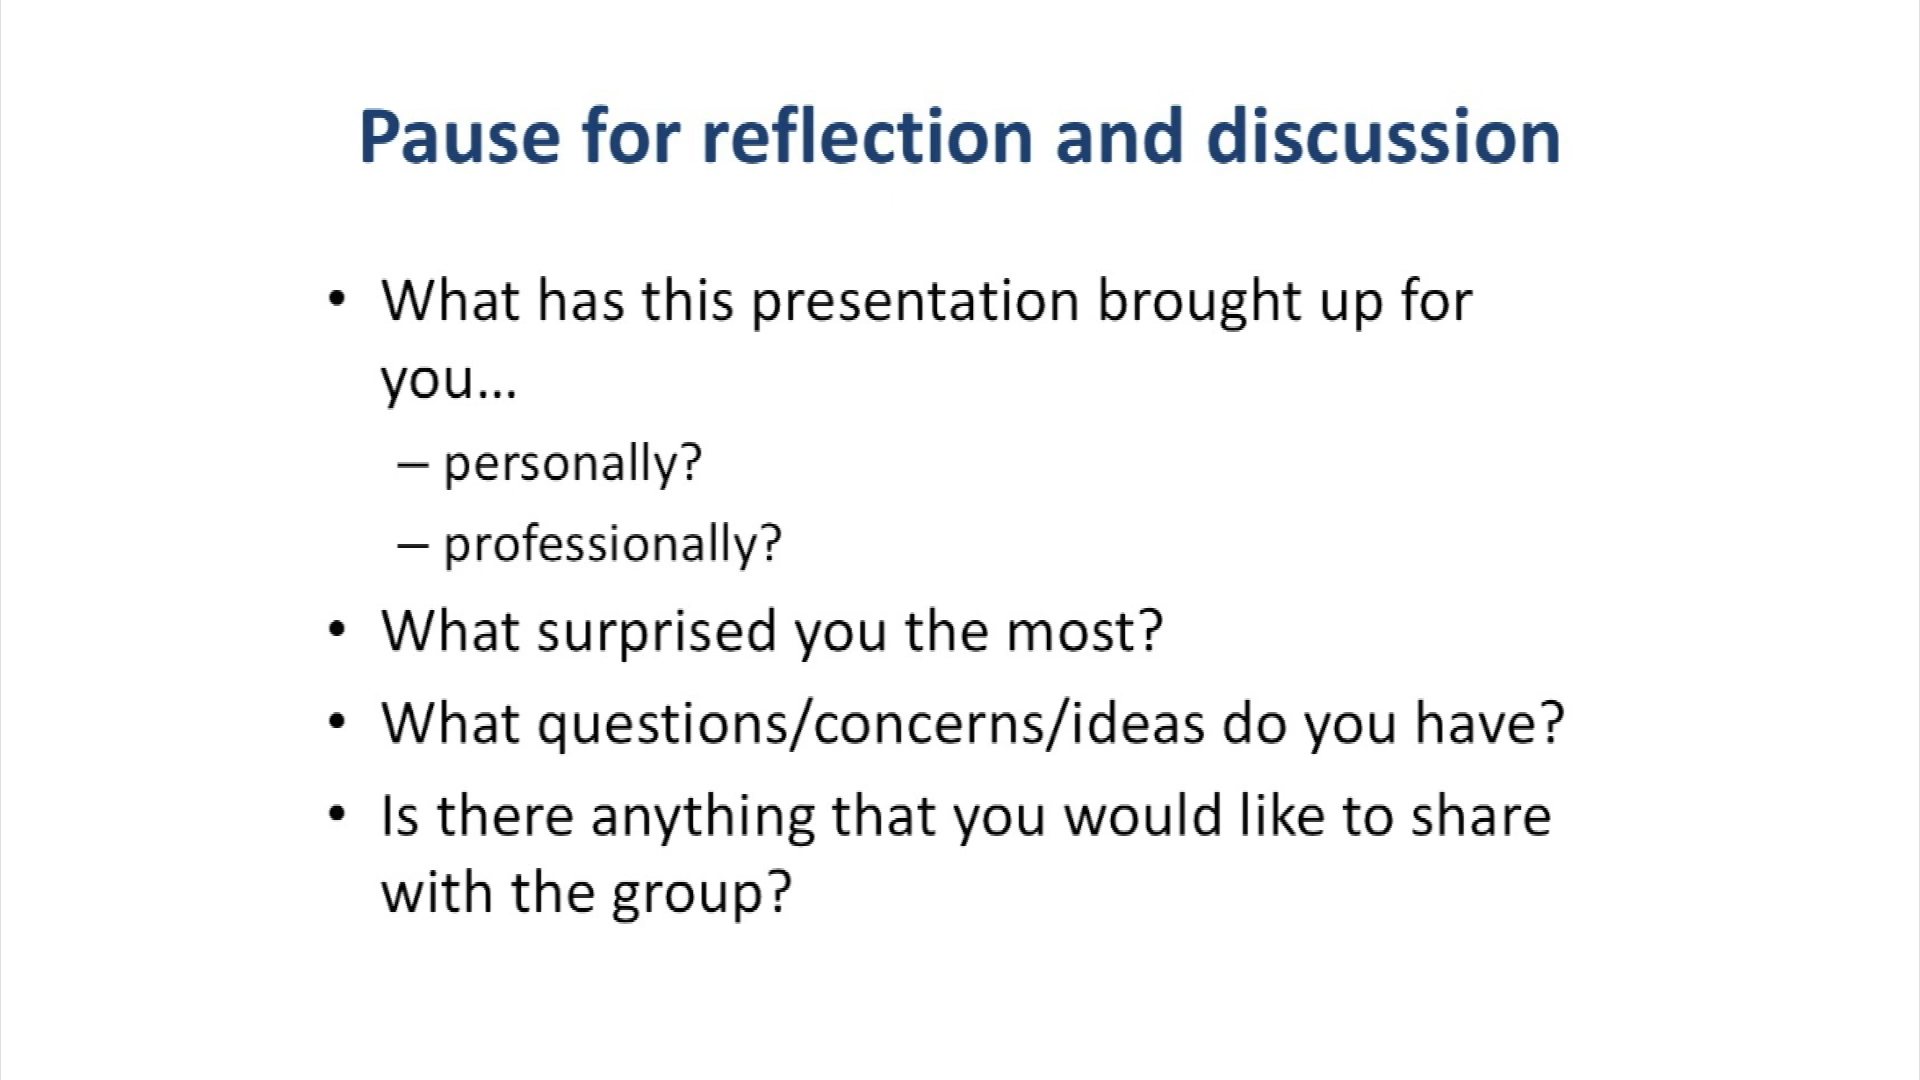 Pause for reflection and discussion
• What has this presentation brought up for
you...
– personally?
– professionally?
• What surprised you the most?
• What questions/concerns/ideas do you have?
• Is there anything that you would like to share
with the group?